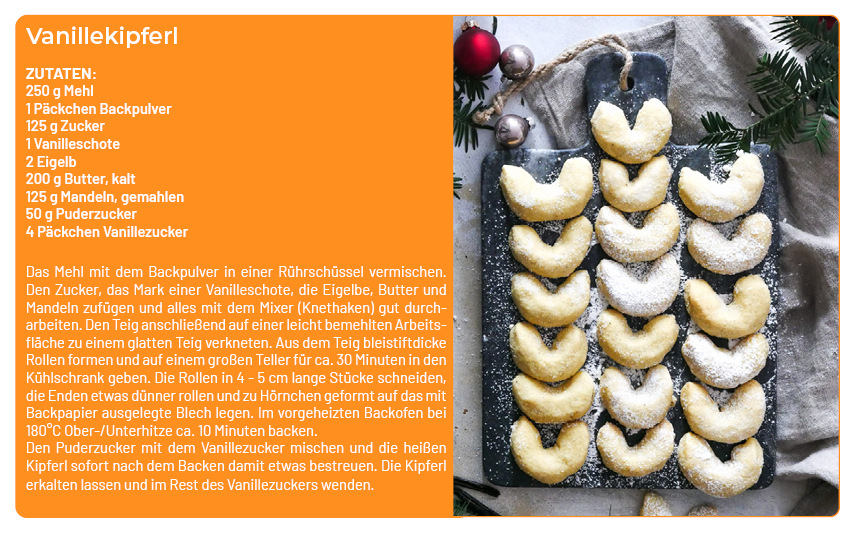 Vanillekipferl
ZUTATEN:
250 g Mehl
1 Päckchen Backpulver
125 g Zucker
1 Vanilleschote
2 Eigelb
200 g Butter, kalt
125 g Mandeln, gemahlen
50 g Puderzucker
4 Päckchen Vanillezucker
Das Mehl mit dem Backpulver in einer Rührschüssel vermischen.
Den Zucker, das Mark einer Vanilleschote, die Eigelbe, Butter und
Mandeln zufügen und alles mit dem Mixer (Knethaken) gut durch-
arbeiten. Den Teig anschließend auf einer leicht bemehlten Arbeits-
fläche zu einem glatten Teig verkneten. Aus dem Teig bleistiftdicke
Rollen formen und auf einem großen Teller für ca. 30 Minuten in den
Kühlschrank geben. Die Rollen in 4 - 5 cm lange Stücke schneiden,
die Enden etwas dünner rollen und zu Hörnchen geformt auf das mit
Backpapier ausgelegte Blech legen. Im vorgeheizten Backofen bei
180°C Ober-/Unterhitze ca. 10 Minuten backen.
Den Puderzucker mit dem Vanillezucker mischen und die heißen
Kipferl sofort nach dem Backen damit etwas bestreuen. Die Kipferl
erkalten lassen und im Rest des Vanillezuckers wenden.